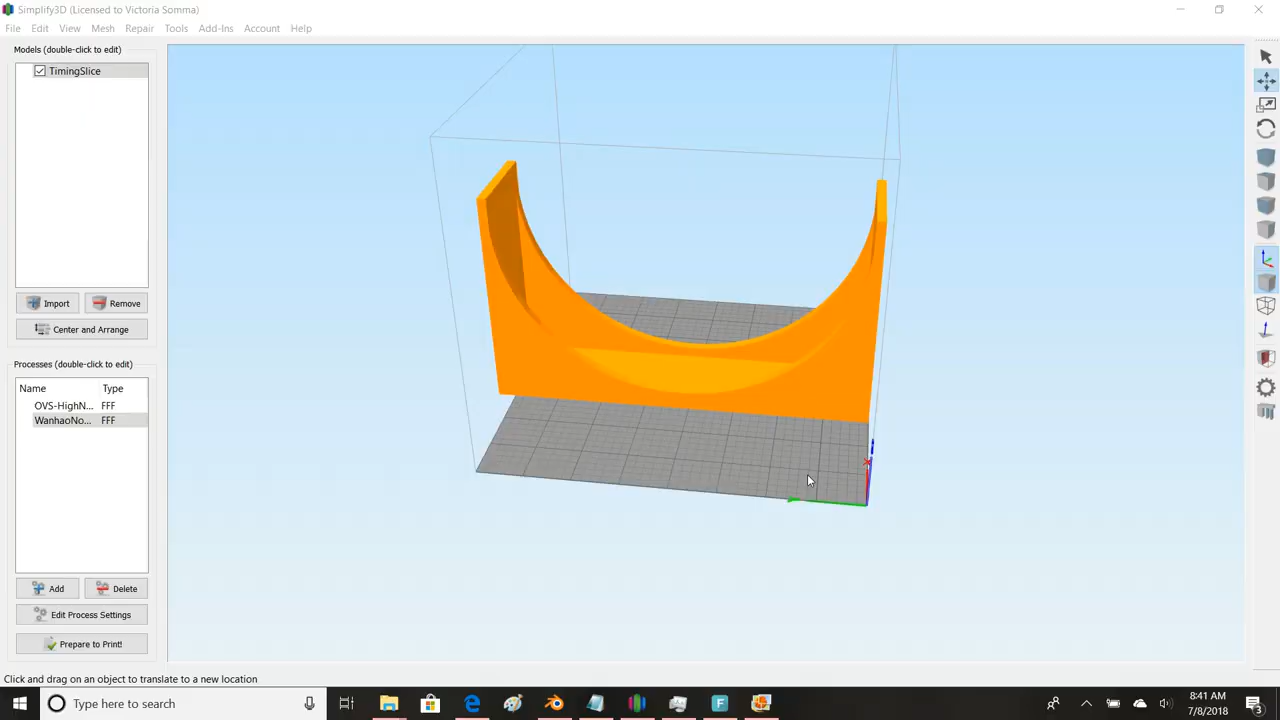 Simplify3D (Licensed to Victoria Somma)
File Edit View Mesh Repair Tools Add-Ins Account Help
Models (double-click to edit)
TimingSlice
Import Remove
Center and Arrange
Processes (double-click to edit)
Name Type
OVS-HighN... FFF
WanhaoNo... FFF
Add Delete
Edit Process Settings
Prepare to Print!
Click and drag on an object to translate to a new location
Type here to search
8:41 AM
7/8/2018
3